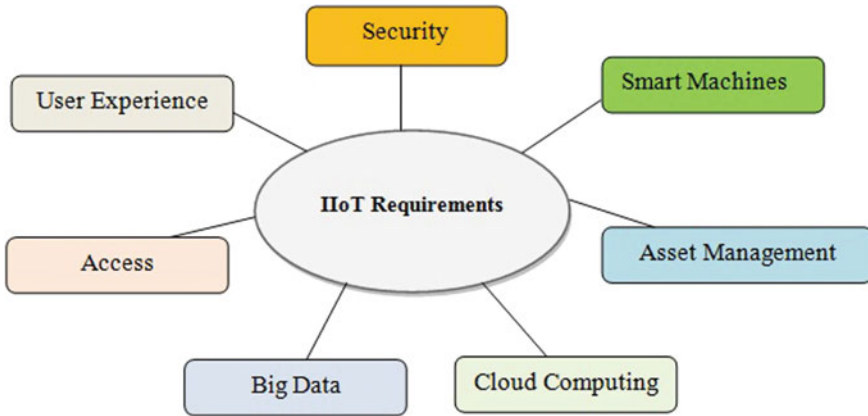 Security
User Experience
Smart Machines
IIoT Requirements
Access
Asset Management
Big Data
Cloud Computing